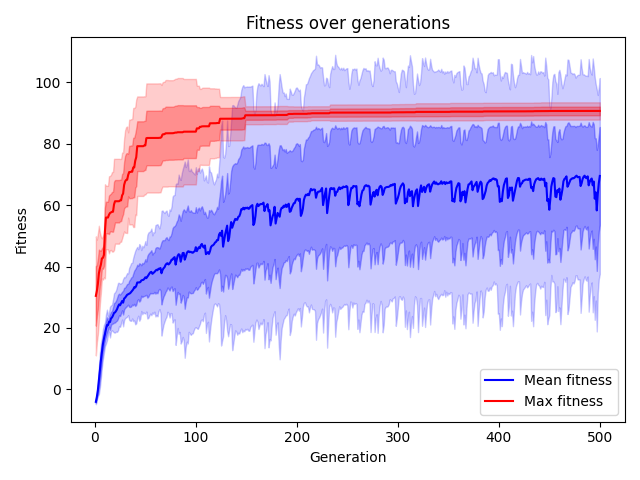 Fitness over generations
Fitness
100
80
60
40
20
0
0 100 200 300 400 500
Generation
Mean fitness
Max fitness